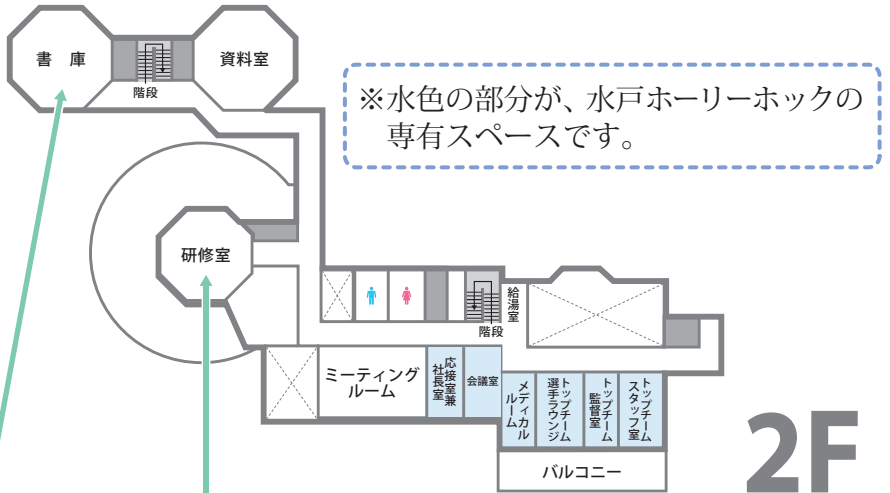 書 庫
階段
資料室
※水色の部分が、水戸ホーリーホックの
専有スペースです。
研修室
給湯室
階段
ミーティング
ルーム
応接室兼
社長室
会議室
メディカル
ルーム
トップチーム
選手ラウンジ
トップチーム
監督室
トップチーム
スタッフ室
バルコニー
2F